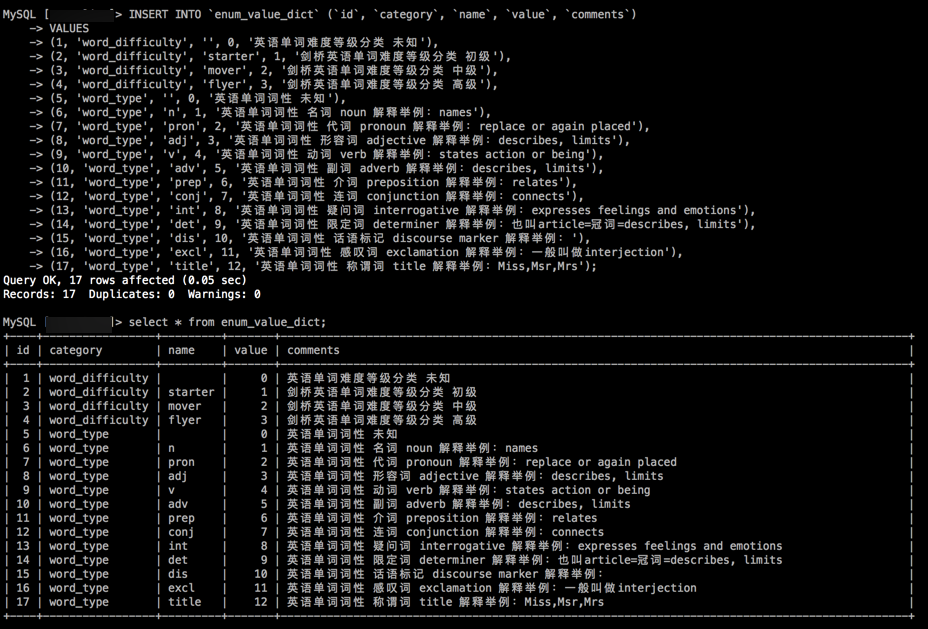 MySQL [> INSERT INTO `enum_value_dict` (`id`, `category`, `name`, `value`, `comments`)
-> VALUES
-> (1, 'word_difficulty', '', 0, '英语单词难度等级分类 未知'),
-> (2, 'word_difficulty', 'starter', 1, '剑桥英语单词难度等级分类 初级'),
-> (3, 'word_difficulty', 'mover', 2, '剑桥英语单词难度等级分类 中级'),
-> (4, 'word_difficulty', 'flyer', 3, '剑桥英语单词难度等级分类 高级'),
-> (5, 'word_type', '', 0, '英语单词词性 未知'),
-> (6, 'word_type', 'n', 1, '英语单词词性 名词 noun 解释举例: names'),
-> (7, 'word_type', 'pron', 2, '英语单词词性 代词 pronoun 解释举例: replace or again placed'),
-> (8, 'word_type', 'adj', 3, '英语单词词性 形容词 adjective 解释举例: describes, limits'),
-> (9, 'word_type', 'v', 4, '英语单词词性 动词 verb 解释举例: states action or being'),
-> (10, 'word_type', 'adv', 5, '英语单词词性 副词 adverb 解释举例: describes, limits'),
-> (11, 'word_type', 'prep', 6, '英语单词词性 介词 preposition 解释举例: relates'),
-> (12, 'word_type', 'conj', 7, '英语单词词性 连词 conjunction 解释举例: connects'),
-> (13, 'word_type', 'int', 8, '英语单词词性 疑问词 interrogative 解释举例: expresses feelings and emotions'),
-> (14, 'word_type', 'det', 9, '英语单词词性 限定词 determiner 解释举例: 也叫article=冠词=describes, limits'),
-> (15, 'word_type', 'dis', 10, '英语单词词性 话语标记 discourse marker 解释举例: '),
-> (16, 'word_type', 'excl', 11, '英语单词词性 感叹词 exclamation 解释举例: 一般叫做interjection'),
-> (17, 'word_type', 'title', 12, '英语单词词性 称谓词 title 解释举例: Miss,Msr,Mrs');
Query OK, 17 rows affected (0.05 sec)
Records: 17  Duplicates: 0  Warnings: 0
MySQL []> select * from enum_value_dict;
| id | category | name | value | comments |
| 1 | word_difficulty | | 0 | 英语单词难度等级分类 未知 |
| 2 | word_difficulty | starter | 1 | 剑桥英语单词难度等级分类 初级 |
| 3 | word_difficulty | mover | 2 | 剑桥英语单词难度等级分类 中级 |
| 4 | word_difficulty | flyer | 3 | 剑桥英语单词难度等级分类 高级 |
| 5 | word_type | | 0 | 英语单词词性 未知 |
| 6 | word_type | n | 1 | 英语单词词性 名词 noun 解释举例: names |
| 7 | word_type | pron | 2 | 英语单词词性 代词 pronoun 解释举例: replace or again placed |
| 8 | word_type | adj | 3 | 英语单词词性 形容词 adjective 解释举例: describes, limits |
| 9 | word_type | v | 4 | 英语单词词性 动词 verb 解释举例: states action or being |
| 10 | word_type | adv | 5 | 英语单词词性 副词 adverb 解释举例: describes, limits |
| 11 | word_type | prep | 6 | 英语单词词性 介词 preposition 解释举例: relates |
| 12 | word_type | conj | 7 | 英语单词词性 连词 conjunction 解释举例: connects |
| 13 | word_type | int | 8 | 英语单词词性 疑问词 interrogative 解释举例: expresses feelings and emotions |
| 14 | word_type | det | 9 | 英语单词词性 限定词 determiner 解释举例: 也叫article=冠词=describes, limits |
| 15 | word_type | dis | 10 | 英语单词词性 话语标记 discourse marker 解释举例: |
| 16 | word_type | excl | 11 | 英语单词词性 感叹词 exclamation 解释举例: 一般叫做interjection |
| 17 | word_type | title | 12 | 英语单词词性 称谓词 title 解释举例: Miss,Msr,Mrs |